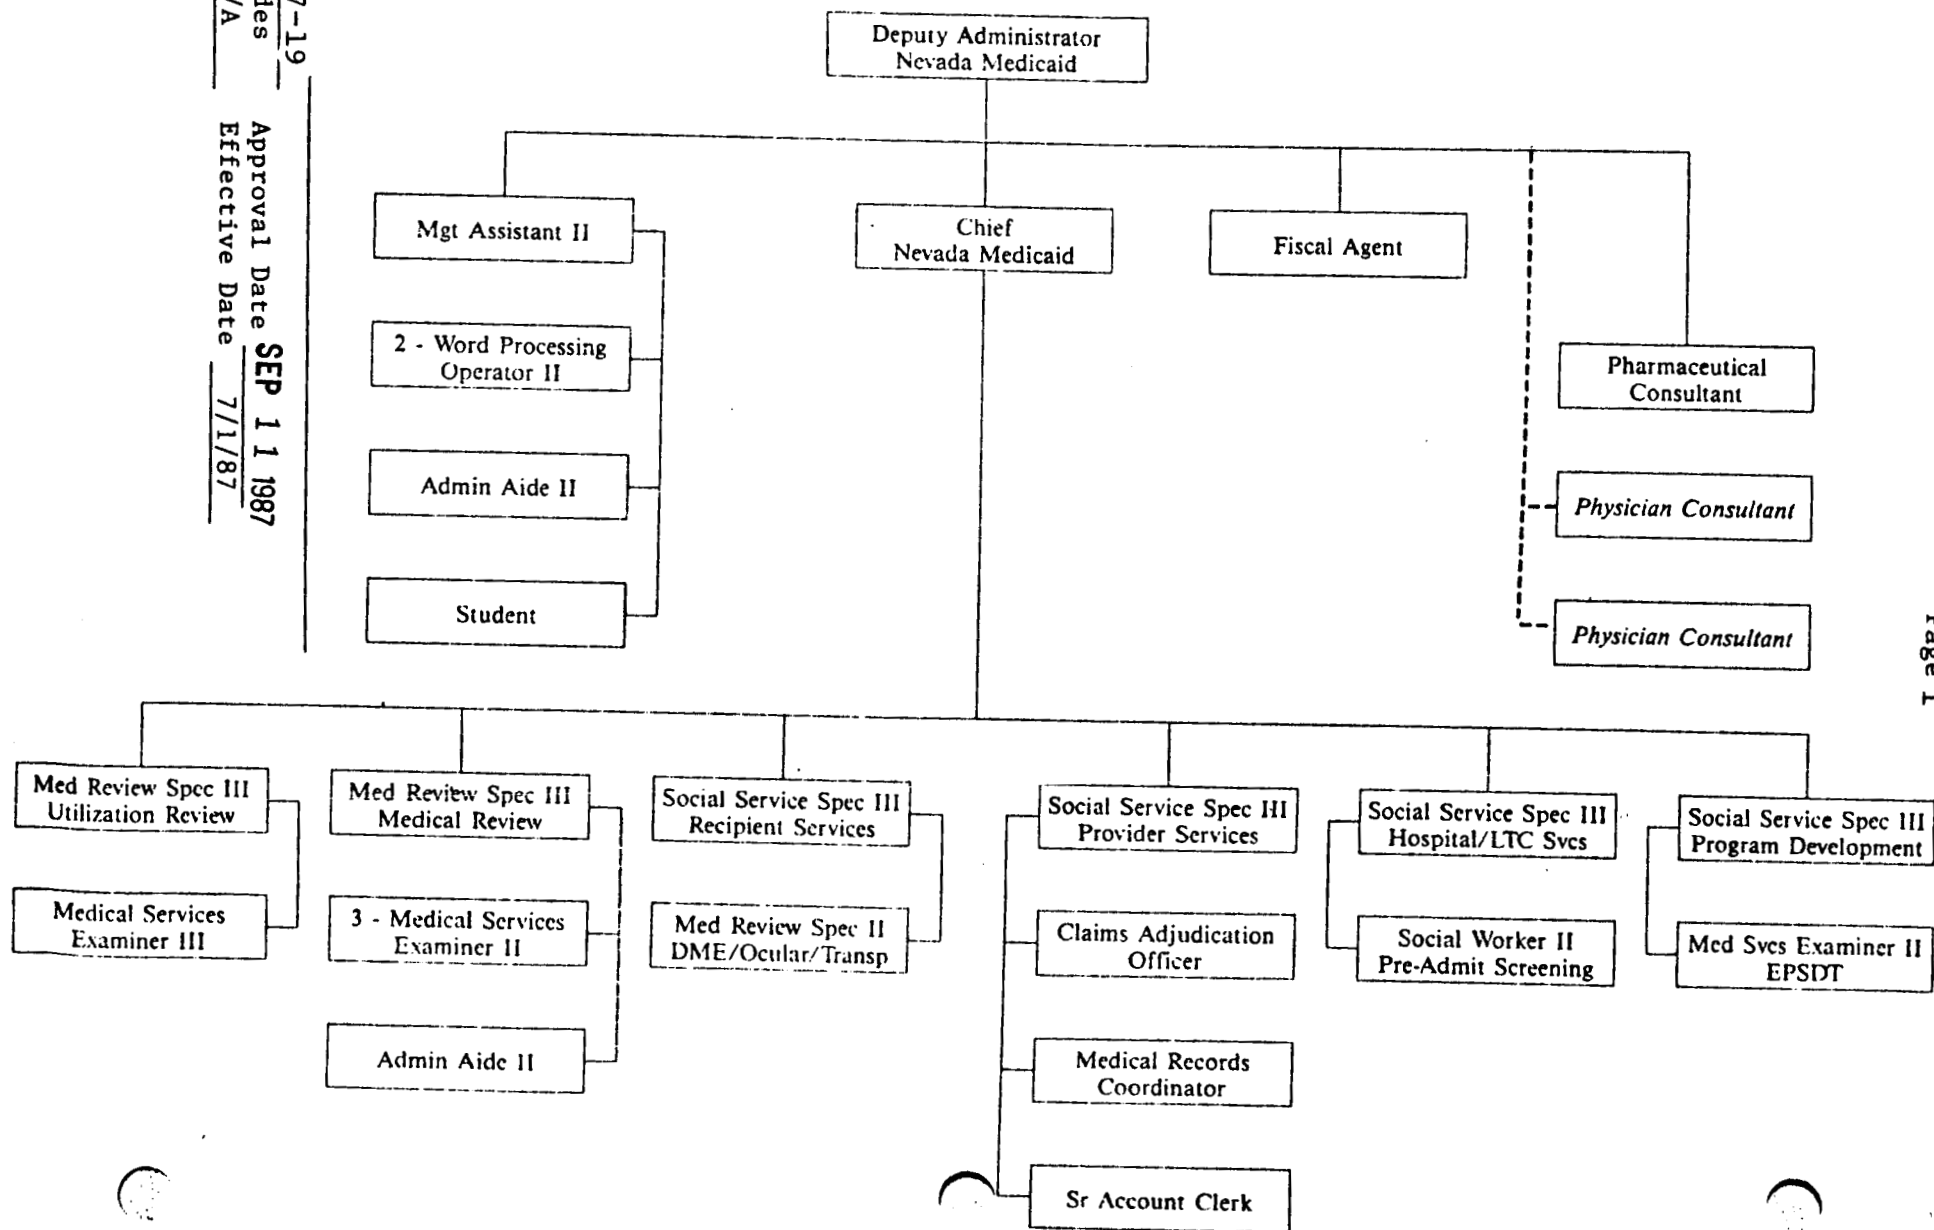 7-19
des
/A
Approval Date SEP 11 1987
Effective Date 7/1/87
Deputy Administrator
Nevada Medicaid
Mgt Assistant II
2 - Word Processing
Operator II
Admin Aide II
Student
Chief
Nevada Medicaid
Fiscal Agent
Pharmaceutical
Consultant
Physician Consultant
Physician Consultant
Page 1
Med Review Spec III
Utilization Review
Medical Services
Examiner III
Med Review Spec III
Medical Review
3 - Medical Services
Examiner II
Admin Aide II
Social Service Spec III
Recipient Services
Med Review Spec II
DME/Ocular/Transp
Social Service Spec III
Provider Services
Claims Adjudication
Officer
Medical Records
Coordinator
Sr Account Clerk
Social Service Spec III
Hospital/LTC Svcs
Social Worker II
Pre-Admit Screening
Social Service Spec III
Program Development
Med Svcs Examiner II
EPSDT